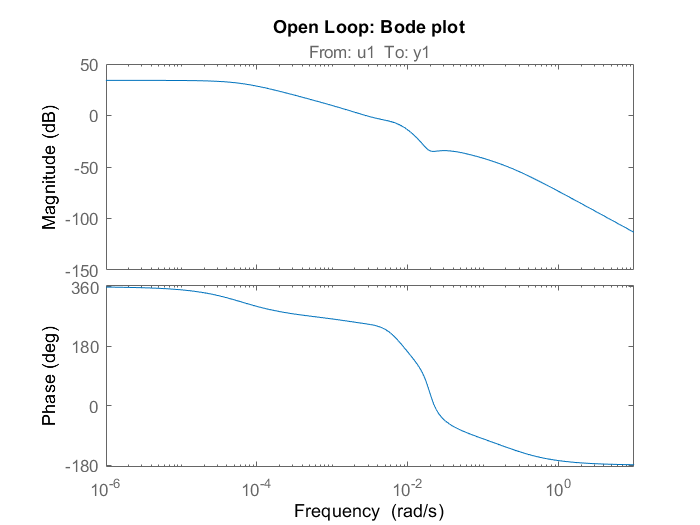 Open Loop: Bode plot
From: u1 To: y1
Magnitude (dB)
50
0
-50
-100
-150
Phase (deg)
360
180
0
-180
10^-6
10^-4
10^-2
10^0
Frequency (rad/s)